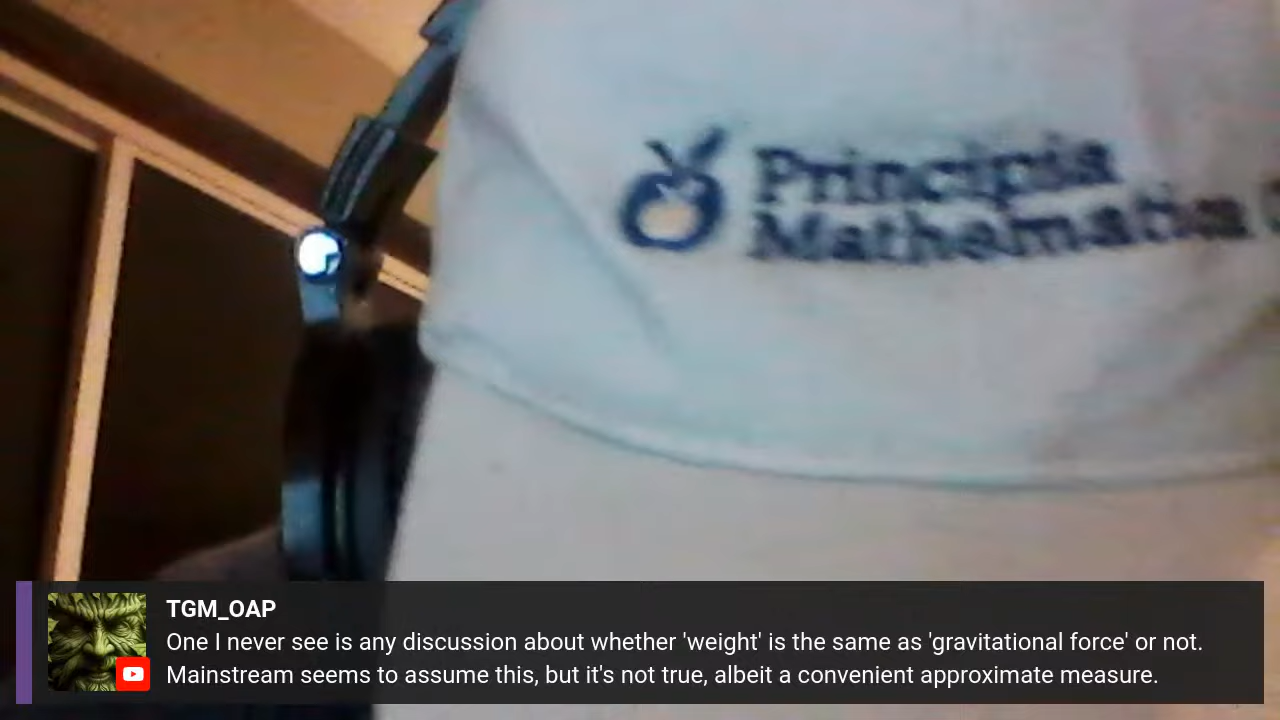 Principia
Mathematica
TGM_OAP
One I never see is any discussion about whether 'weight' is the same as 'gravitational force' or not.
Mainstream seems to assume this, but it's not true, albeit a convenient approximate measure.